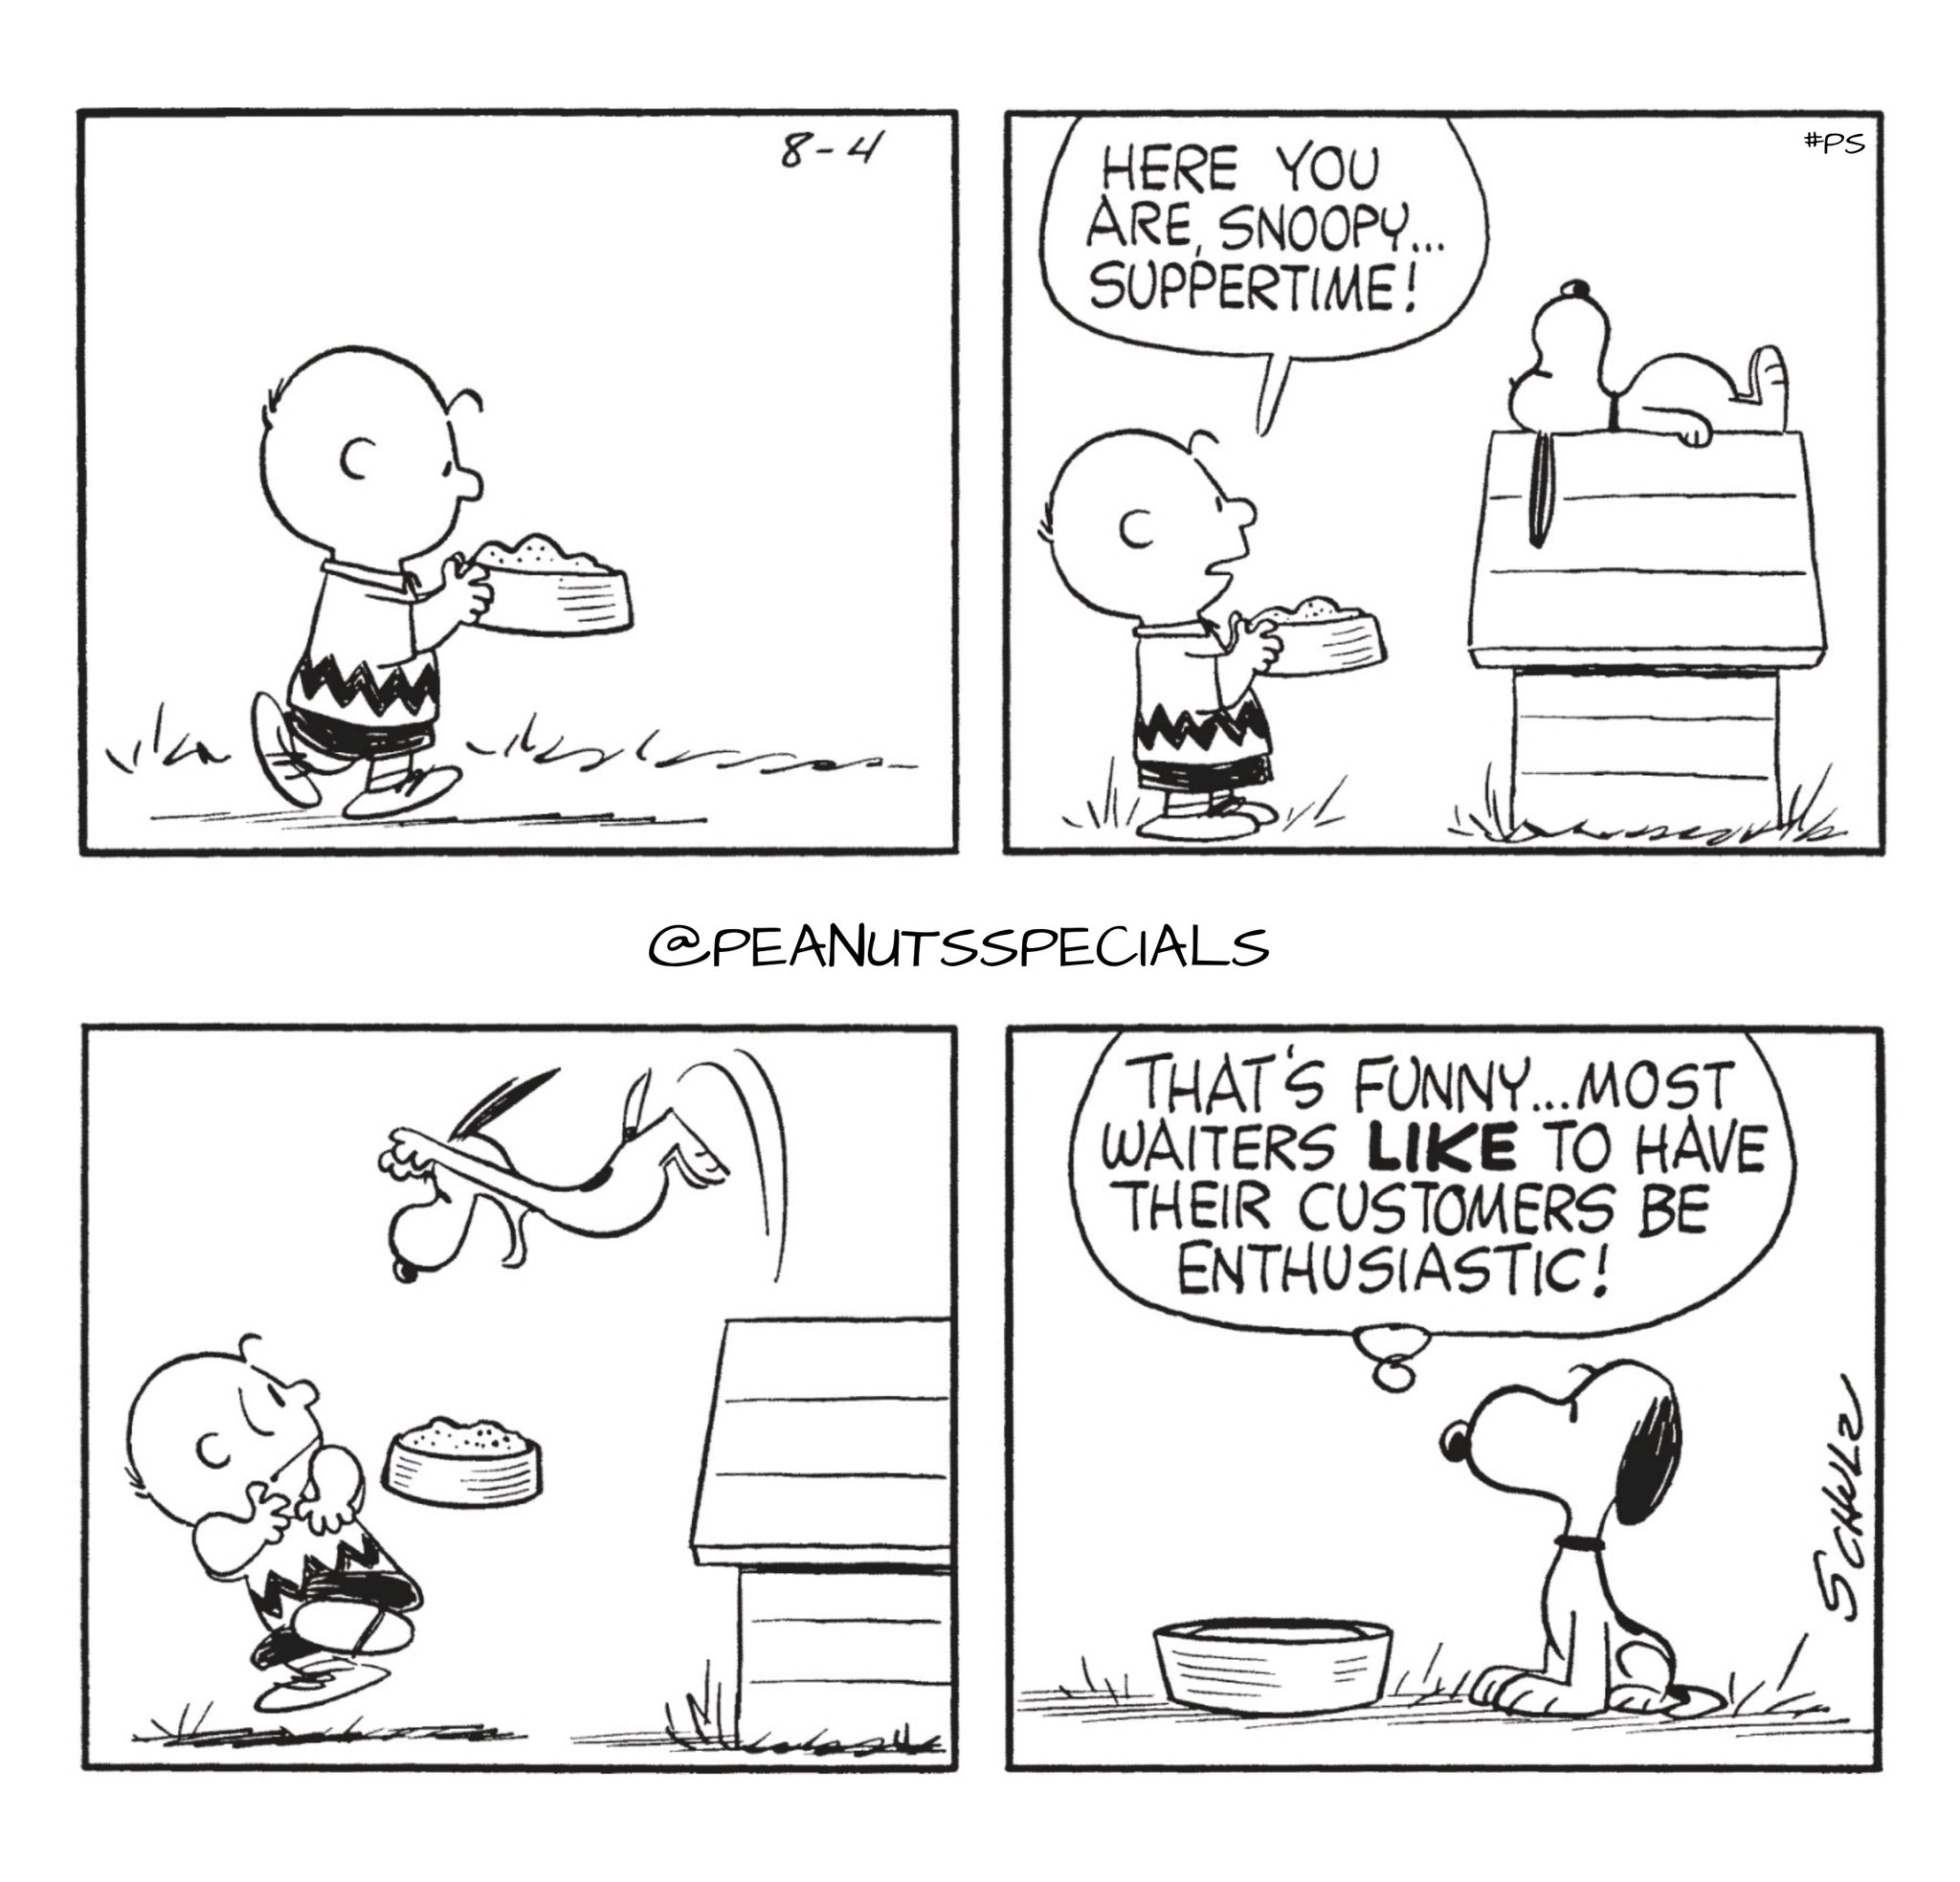 8-4
HERE YOU
ARE, SNOOPY...
SUPPERTIME!
#PS
@PEANUTSSPECIALS
THAT'S FUNNY...MOST
WAITERS LIKE TO HAVE
THEIR CUSTOMERS BE
ENTHUSIASTIC!
SCHULZ